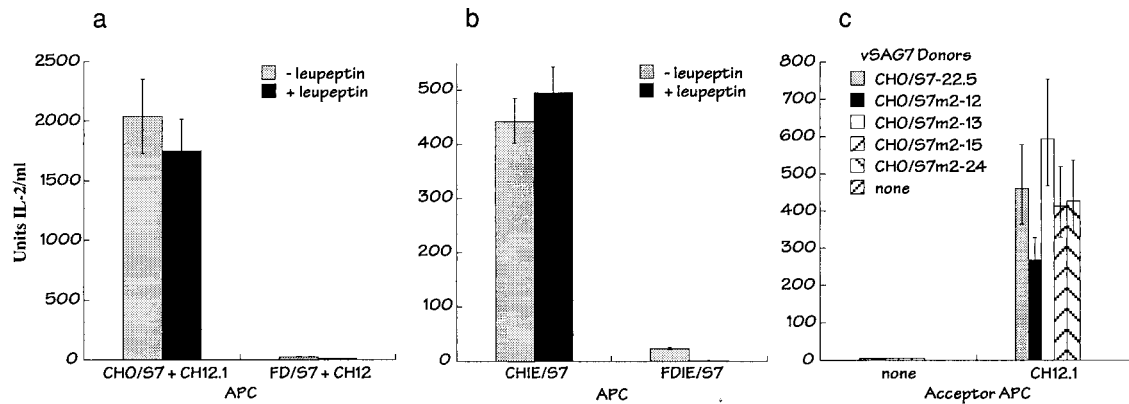 a
Units IL-2/ml
2500
2000
1500
1000
500
0
- leupeptin
+ leupeptin
CHO/S7 + CH12.1
FD/S7 + CH12
APC
b
500
400
300
200
100
0
- leupeptin
+ leupeptin
CHIE/S7
FDIE/S7
APC
c
800
700
600
500
400
300
200
100
0
vSAG7 Donors
CHO/S7-22.5
CHO/S7m2-12
CHO/S7m2-13
CHO/S7m2-15
CHO/S7m2-24
none
none
CH12.1
Acceptor APC